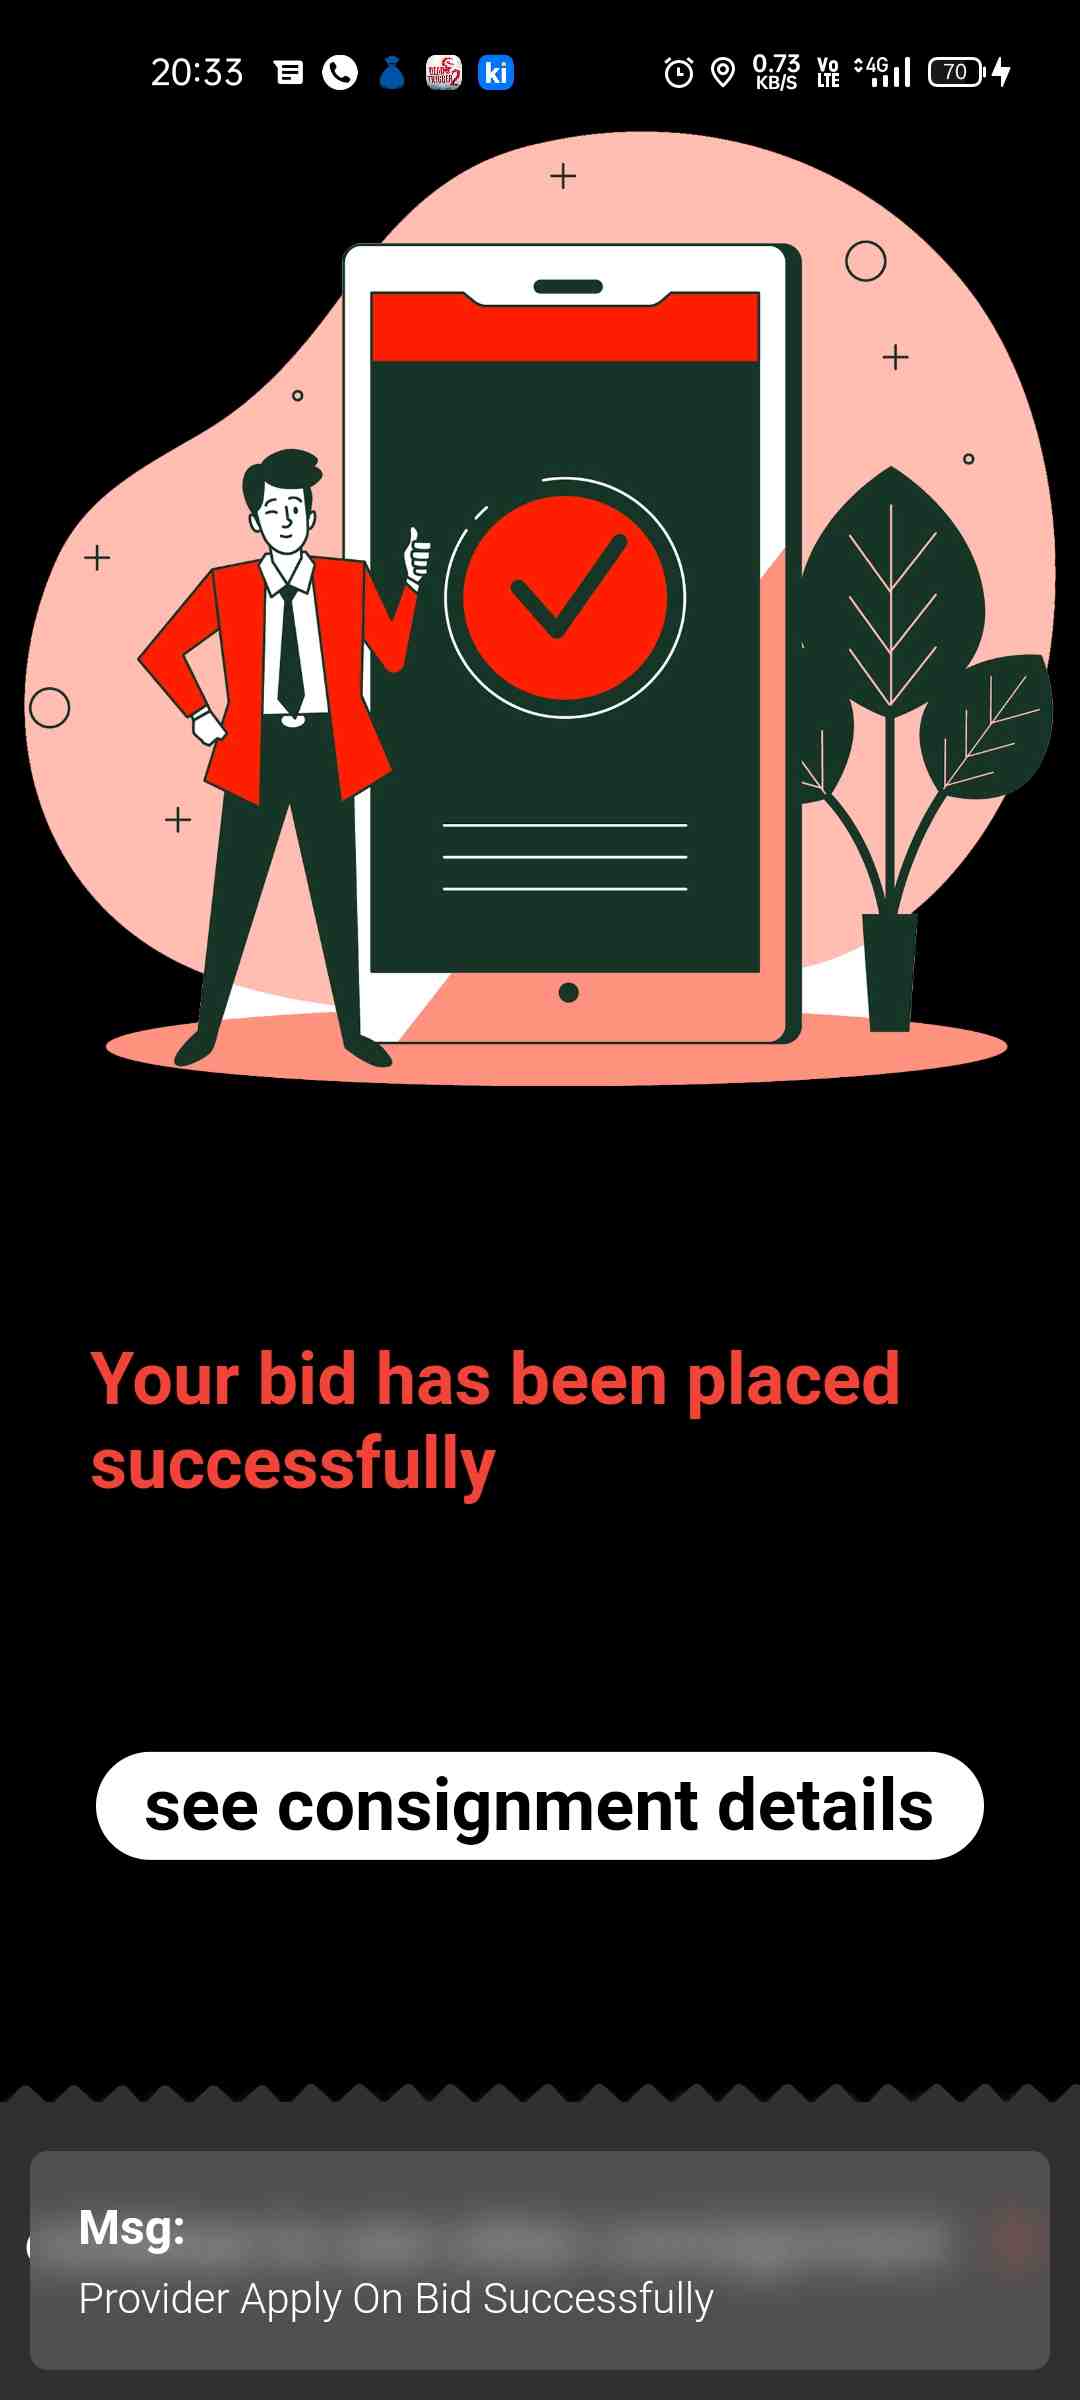 20:33
ki
0.73
KB/S
Vo
LTE
4G
70
Your bid has been placed
successfully
see consignment details
Msg:
Provider Apply On Bid Successfully